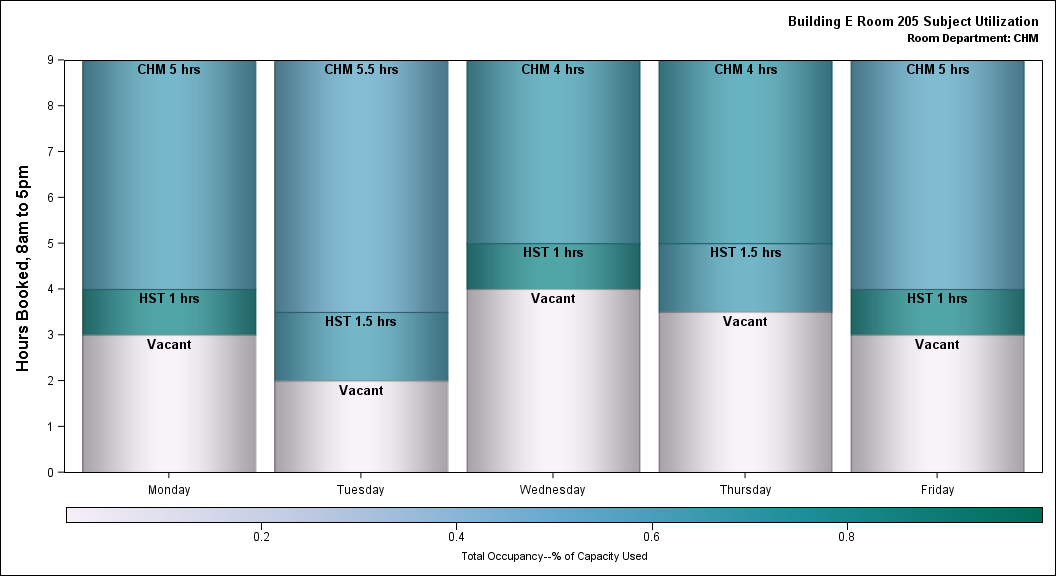 Building E Room 205 Subject Utilization
Room Department: CHM
Hours Booked, 8am to 5pm
9
8
7
6
5
4
3
2
1
0
CHM 5 hrs
HST 1 hrs
Vacant
CHM 5.5 hrs
HST 1.5 hrs
Vacant
CHM 4 hrs
HST 1 hrs
Vacant
CHM 4 hrs
HST 1.5 hrs
Vacant
CHM 5 hrs
HST 1 hrs
Vacant
Monday Tuesday Wednesday Thursday Friday
0.2 0.4 0.6 0.8
Total Occupancy--% of Capacity Used